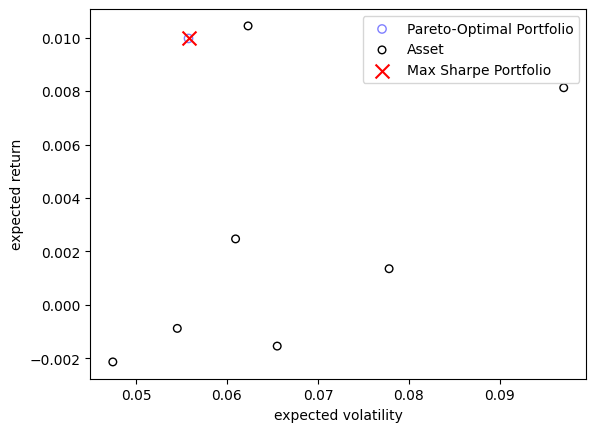 Pareto-Optimal Portfolio
Asset
Max Sharpe Portfolio
0.010
0.008
0.006
0.004
0.002
0.000
−0.002
expected return
0.05 0.06 0.07 0.08 0.09
expected volatility